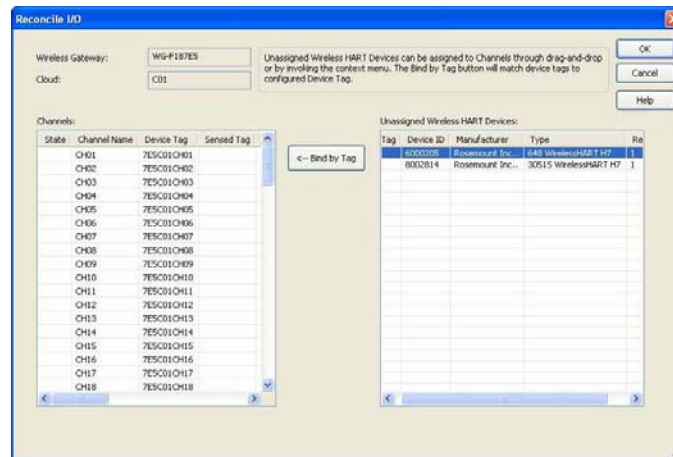 Reconcile I/O
Wireless Gateway: WG-F187E5
Cloud: C01
Unassigned Wireless HART Devices can be assigned to Channels through drag-and-drop
or by invoking the context menu. The Bind by Tag button will match device tags to
configured Device Tag.
OK
Cancel
Help
Channels:
State Channel Name Device Tag Sensed Tag
CH01 7E5C01CH01
CH02 7E5C01CH02
CH03 7E5C01CH03
CH04 7E5C01CH04
CH05 7E5C01CH05
CH06 7E5C01CH06
CH07 7E5C01CH07
CH08 7E5C01CH08
CH09 7E5C01CH09
CH10 7E5C01CH10
CH11 7E5C01CH11
CH12 7E5C01CH12
CH13 7E5C01CH13
CH14 7E5C01CH14
CH15 7E5C01CH15
CH16 7E5C01CH16
CH17 7E5C01CH17
CH18 7E5C01CH18
<-- Bind by Tag
Unassigned Wireless HART Devices:
Tag Device ID Manufacturer Type Re
6000205 Rosemount Inc... 648 WirelessHART H7 1
8002814 Rosemount Inc... 3051S WirelessHART H7 1